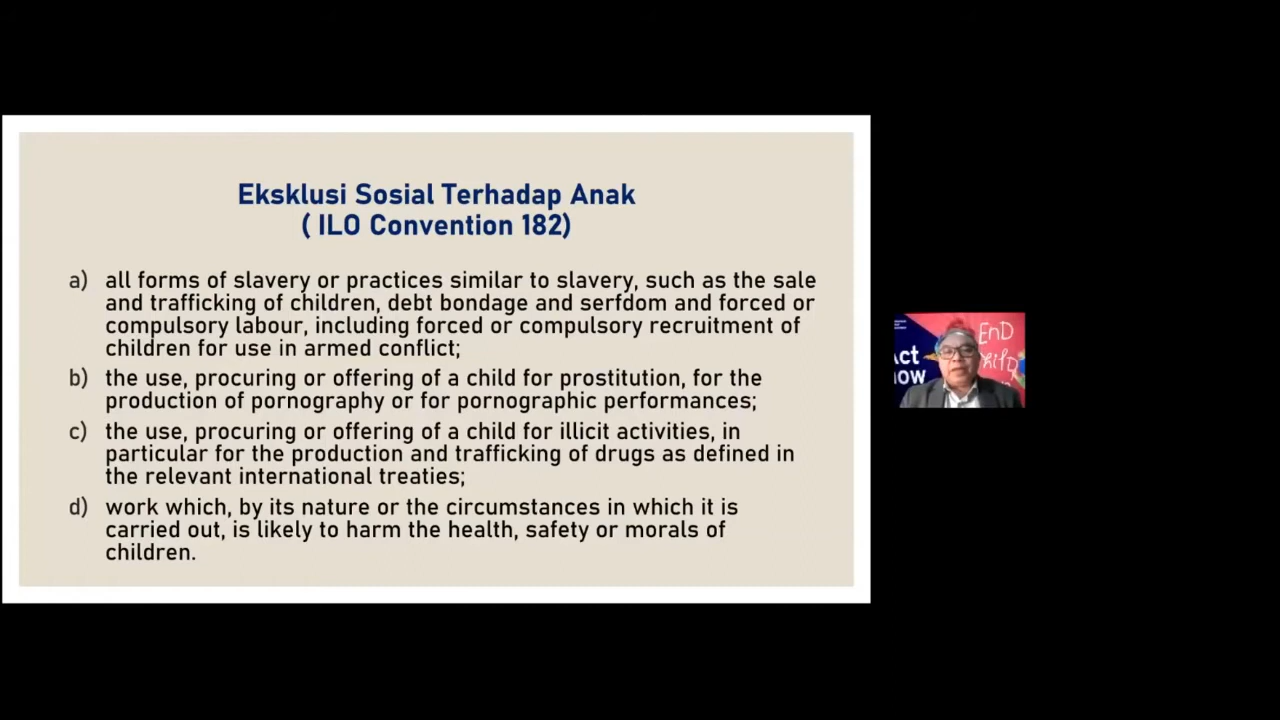 Eksklusi Sosial Terhadap Anak
( ILO Convention 182)
a) all forms of slavery or practices similar to slavery, such as the sale
and trafficking of children, debt bondage and serfdom and forced or
compulsory labour, including forced or compulsory recruitment of
children for use in armed conflict;
b) the use, procuring or offering of a child for prostitution, for the
production of pornography or for pornographic performances;
c) the use, procuring or offering of a child for illicit activities, in
particular for the production and trafficking of drugs as defined in
the relevant international treaties;
d) work which, by its nature or the circumstances in which it is
carried out, is likely to harm the health, safety or morals of
children.
EnD